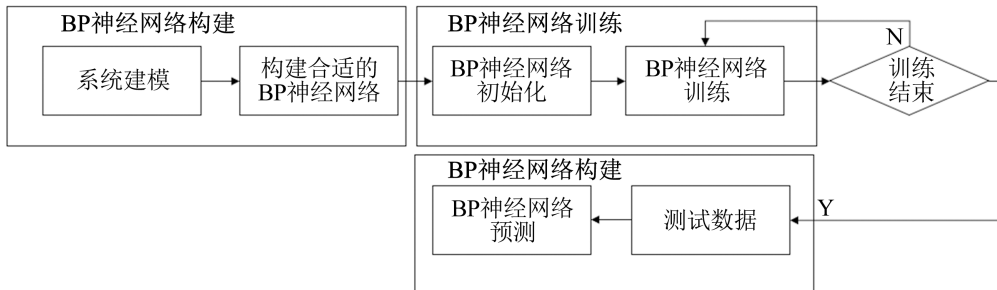 BP神经网络构建
系统建模
构建合适的
BP神经网络
BP神经网络训练
BP神经网络
初始化
BP神经网络
训练
N
训练
结束
Y
BP神经网络构建
BP神经网络
预测
测试数据